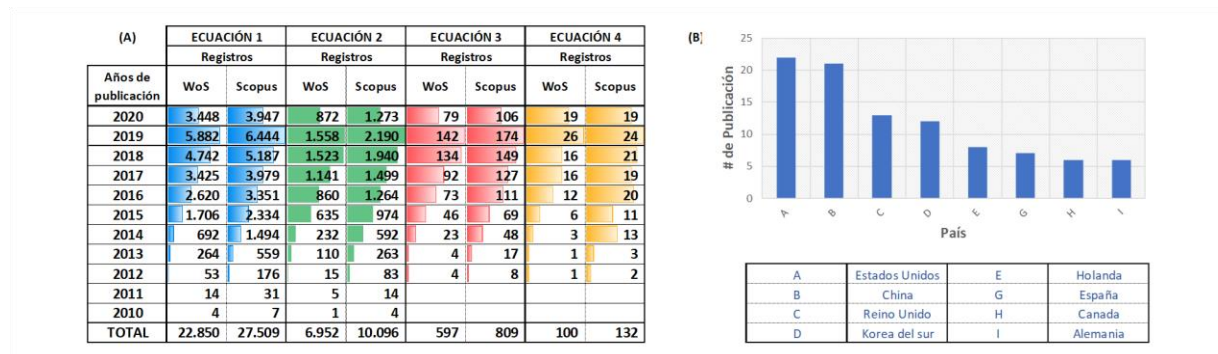 (A) ECUACIÓN 1 ECUACIÓN 2 ECUACIÓN 3 ECUACIÓN 4
Registros Registros Registros Registros
Años de publicación WoS Scopus WoS Scopus WoS Scopus WoS Scopus
2020 3.448 3.947 872 1.273 79 106 19 19
2019 5.882 6.444 1.558 2.190 142 174 26 24
2018 4.742 5.187 1.523 1.940 134 149 16 21
2017 3.425 3.979 1.141 1.499 92 127 16 19
2016 2.620 3.351 860 1.264 73 111 12 20
2015 1.706 2.334 635 974 46 69 6 11
2014 692 1.494 232 592 23 48 3 13
2013 264 559 110 263 4 17 1 3
2012 53 176 15 83 4 8 1 2
2011 14 31 5 14
2010 4 7 1 4
TOTAL 22.850 27.509 6.952 10.096 597 809 100 132
(B)
# de Publicación
25
20
15
10
5
0
A B C D E G H I
País
A Estados Unidos E Holanda
B China G España
C Reino Unido H Canada
D Korea del sur I Alemania